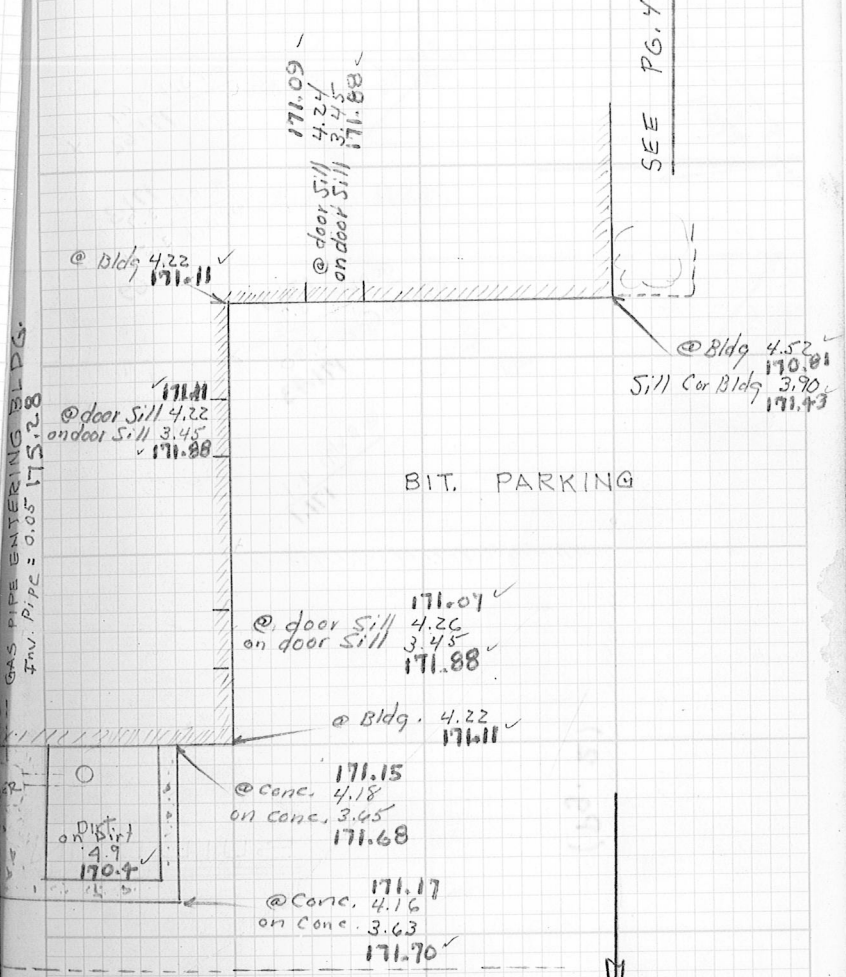 SEE PG. 4
171.09
@ door Sill 4.24
on door Sill 3.45
171.88
@ Bldg 4.22
171.11
@ Bldg 4.52
170.81
Sill Cor Bldg 3.90
171.43
171.11
@ door Sill 4.22
on door Sill 3.45
171.88
GAS PIPE ENTERING BLDG.
Inv. Pipe = 0.05 175.28
BIT. PARKING
171.07
@ door Sill 4.26
on door Sill 3.45
171.88
@ Bldg. 4.22
171.11
171.15
@ Conc. 4.18
on conc. 3.65
171.68
on Dirt
4.9
170.4
171.17
@ Conc. 4.16
on Conc. 3.63
171.70